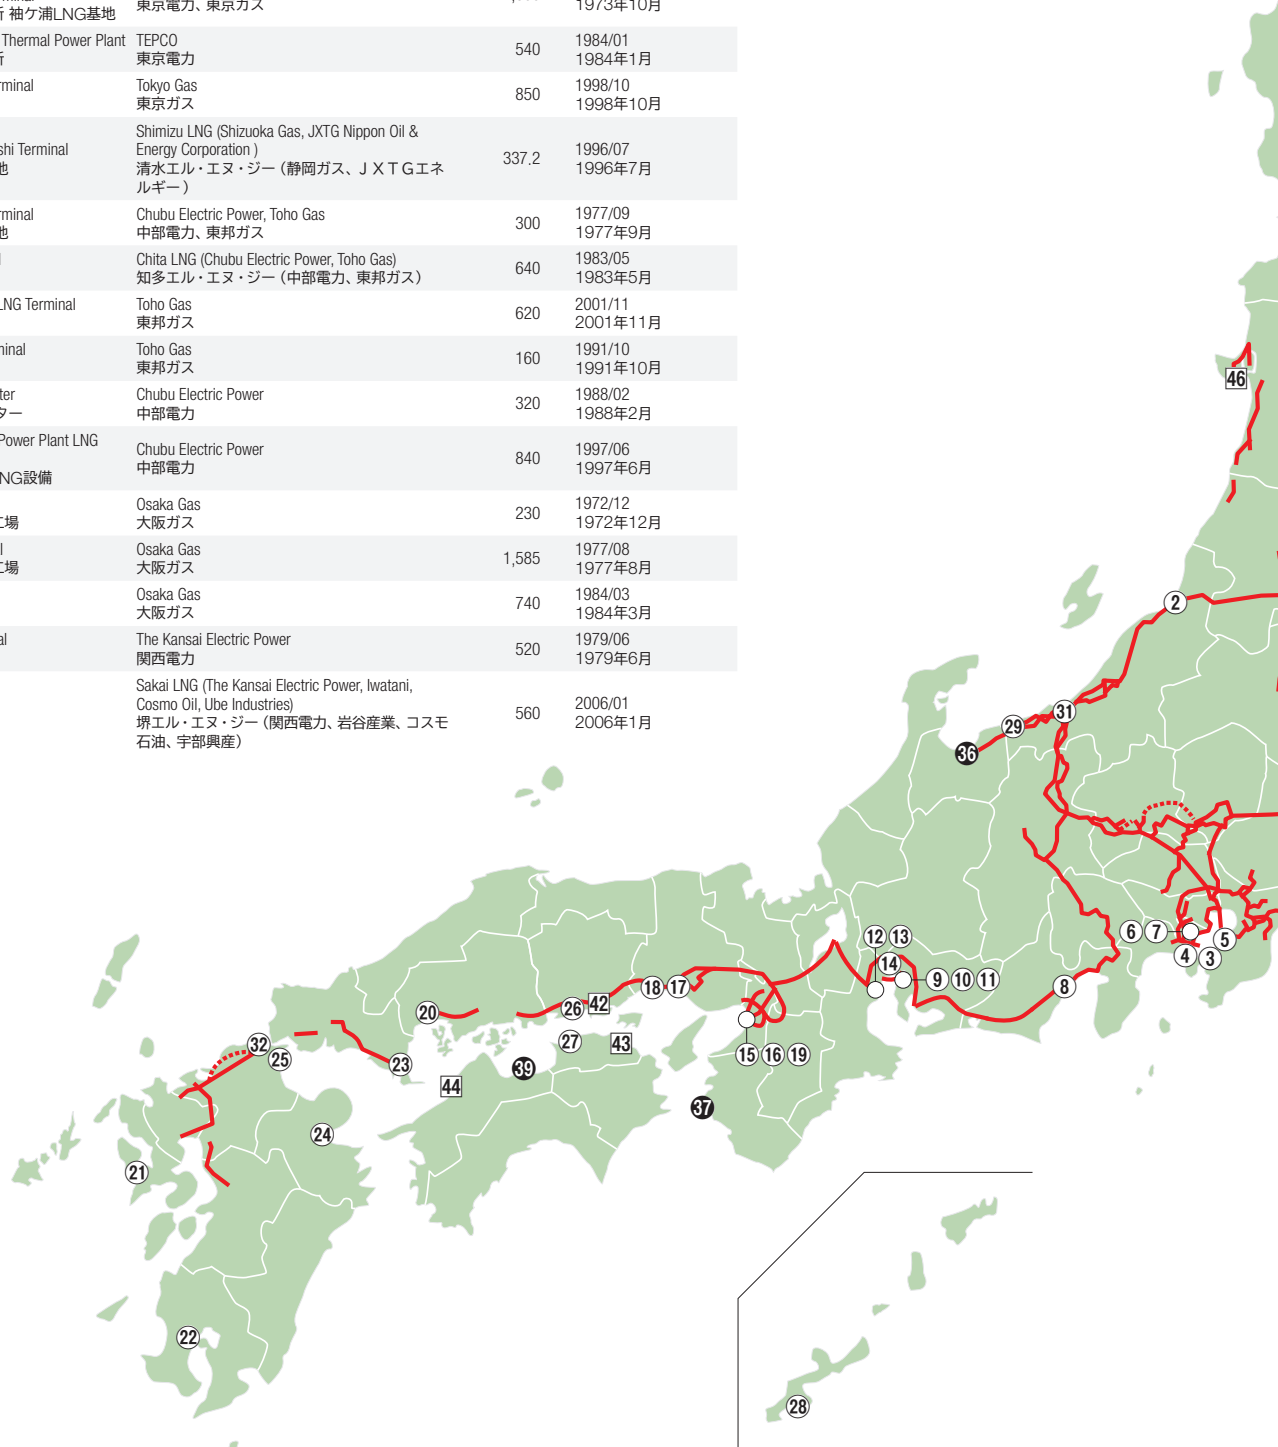 所 袖ケ浦LNG基地
東京電力、東京ガス
1973年10月
Thermal Power Plant
TEPCO
東京電力
540
1984/01
1984年1月
Tokyo Gas
東京ガス
850
1998/10
1998年10月
shi Terminal
Shimizu LNG (Shizuoka Gas, JXTG Nippon Oil &
Energy Corporation )
清水エル・エヌ・ジー（静岡ガス、ＪＸＴＧエネ
ルギー）
337.2
1996/07
1996年7月
Chubu Electric Power, Toho Gas
中部電力、東邦ガス
300
1977/09
1977年9月
Chita LNG (Chubu Electric Power, Toho Gas)
知多エル・エヌ・ジー（中部電力、東邦ガス）
640
1983/05
1983年5月
LNG Terminal
Toho Gas
東邦ガス
620
2001/11
2001年11月
Toho Gas
東邦ガス
160
1991/10
1991年10月
Chubu Electric Power
中部電力
320
1988/02
1988年2月
Power Plant LNG
NG設備
Chubu Electric Power
中部電力
840
1997/06
1997年6月
工場
Osaka Gas
大阪ガス
230
1972/12
1972年12月
工場
Osaka Gas
大阪ガス
1,585
1977/08
1977年8月
Osaka Gas
大阪ガス
740
1984/03
1984年3月
The Kansai Electric Power
関西電力
520
1979/06
1979年6月
Sakai LNG (The Kansai Electric Power, Iwatani,
Cosmo Oil, Ube Industries)
堺エル・エヌ・ジー（関西電力、岩谷産業、コスモ
石油、宇部興産）
560
2006/01
2006年1月
46
2
31
29
36
12 13
14
9 10 11
6 7
5
4 3
8
18 17
26 42
20
27 43
32
25
23
39
44
15 16 19
37
24
21
22
28